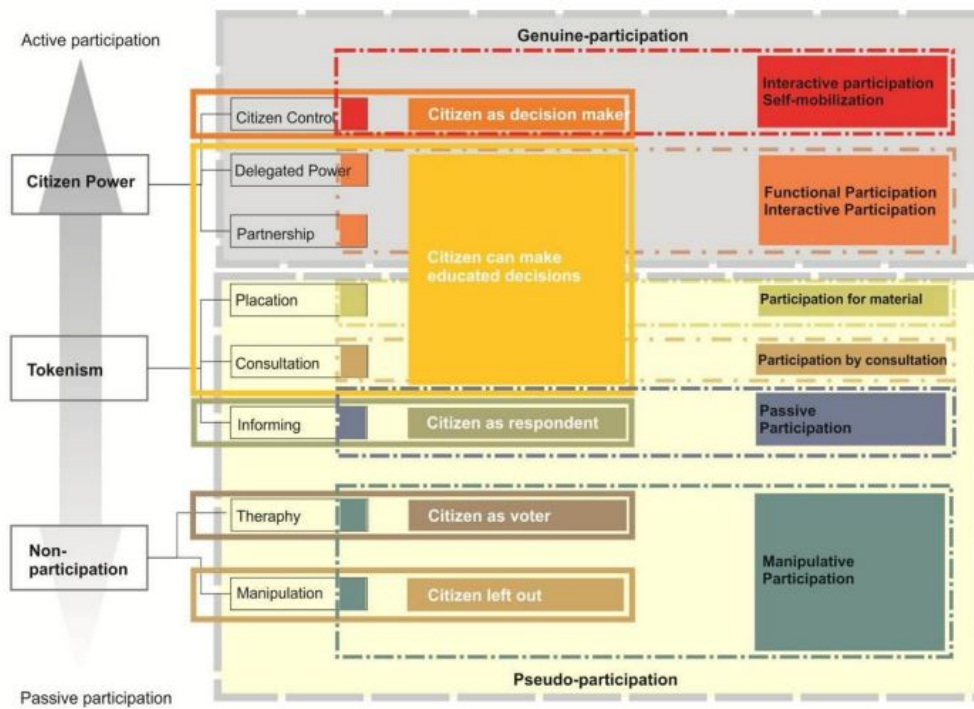 Active participation
Genuine-participation
Interactive participation
Self-mobilization
Citizen Control
Citizen as decision maker
Citizen Power
Delegated Power
Functional Participation
Interactive Participation
Partnership
Citizen can make
educated decisions
Placation
Participation for material
Tokenism
Consultation
Participation by consultation
Informing
Citizen as respondent
Passive
Participation
Theraphy
Citizen as voter
Non-
participation
Manipulative
Participation
Manipulation
Citizen left out
Pseudo-participation
Passive participation